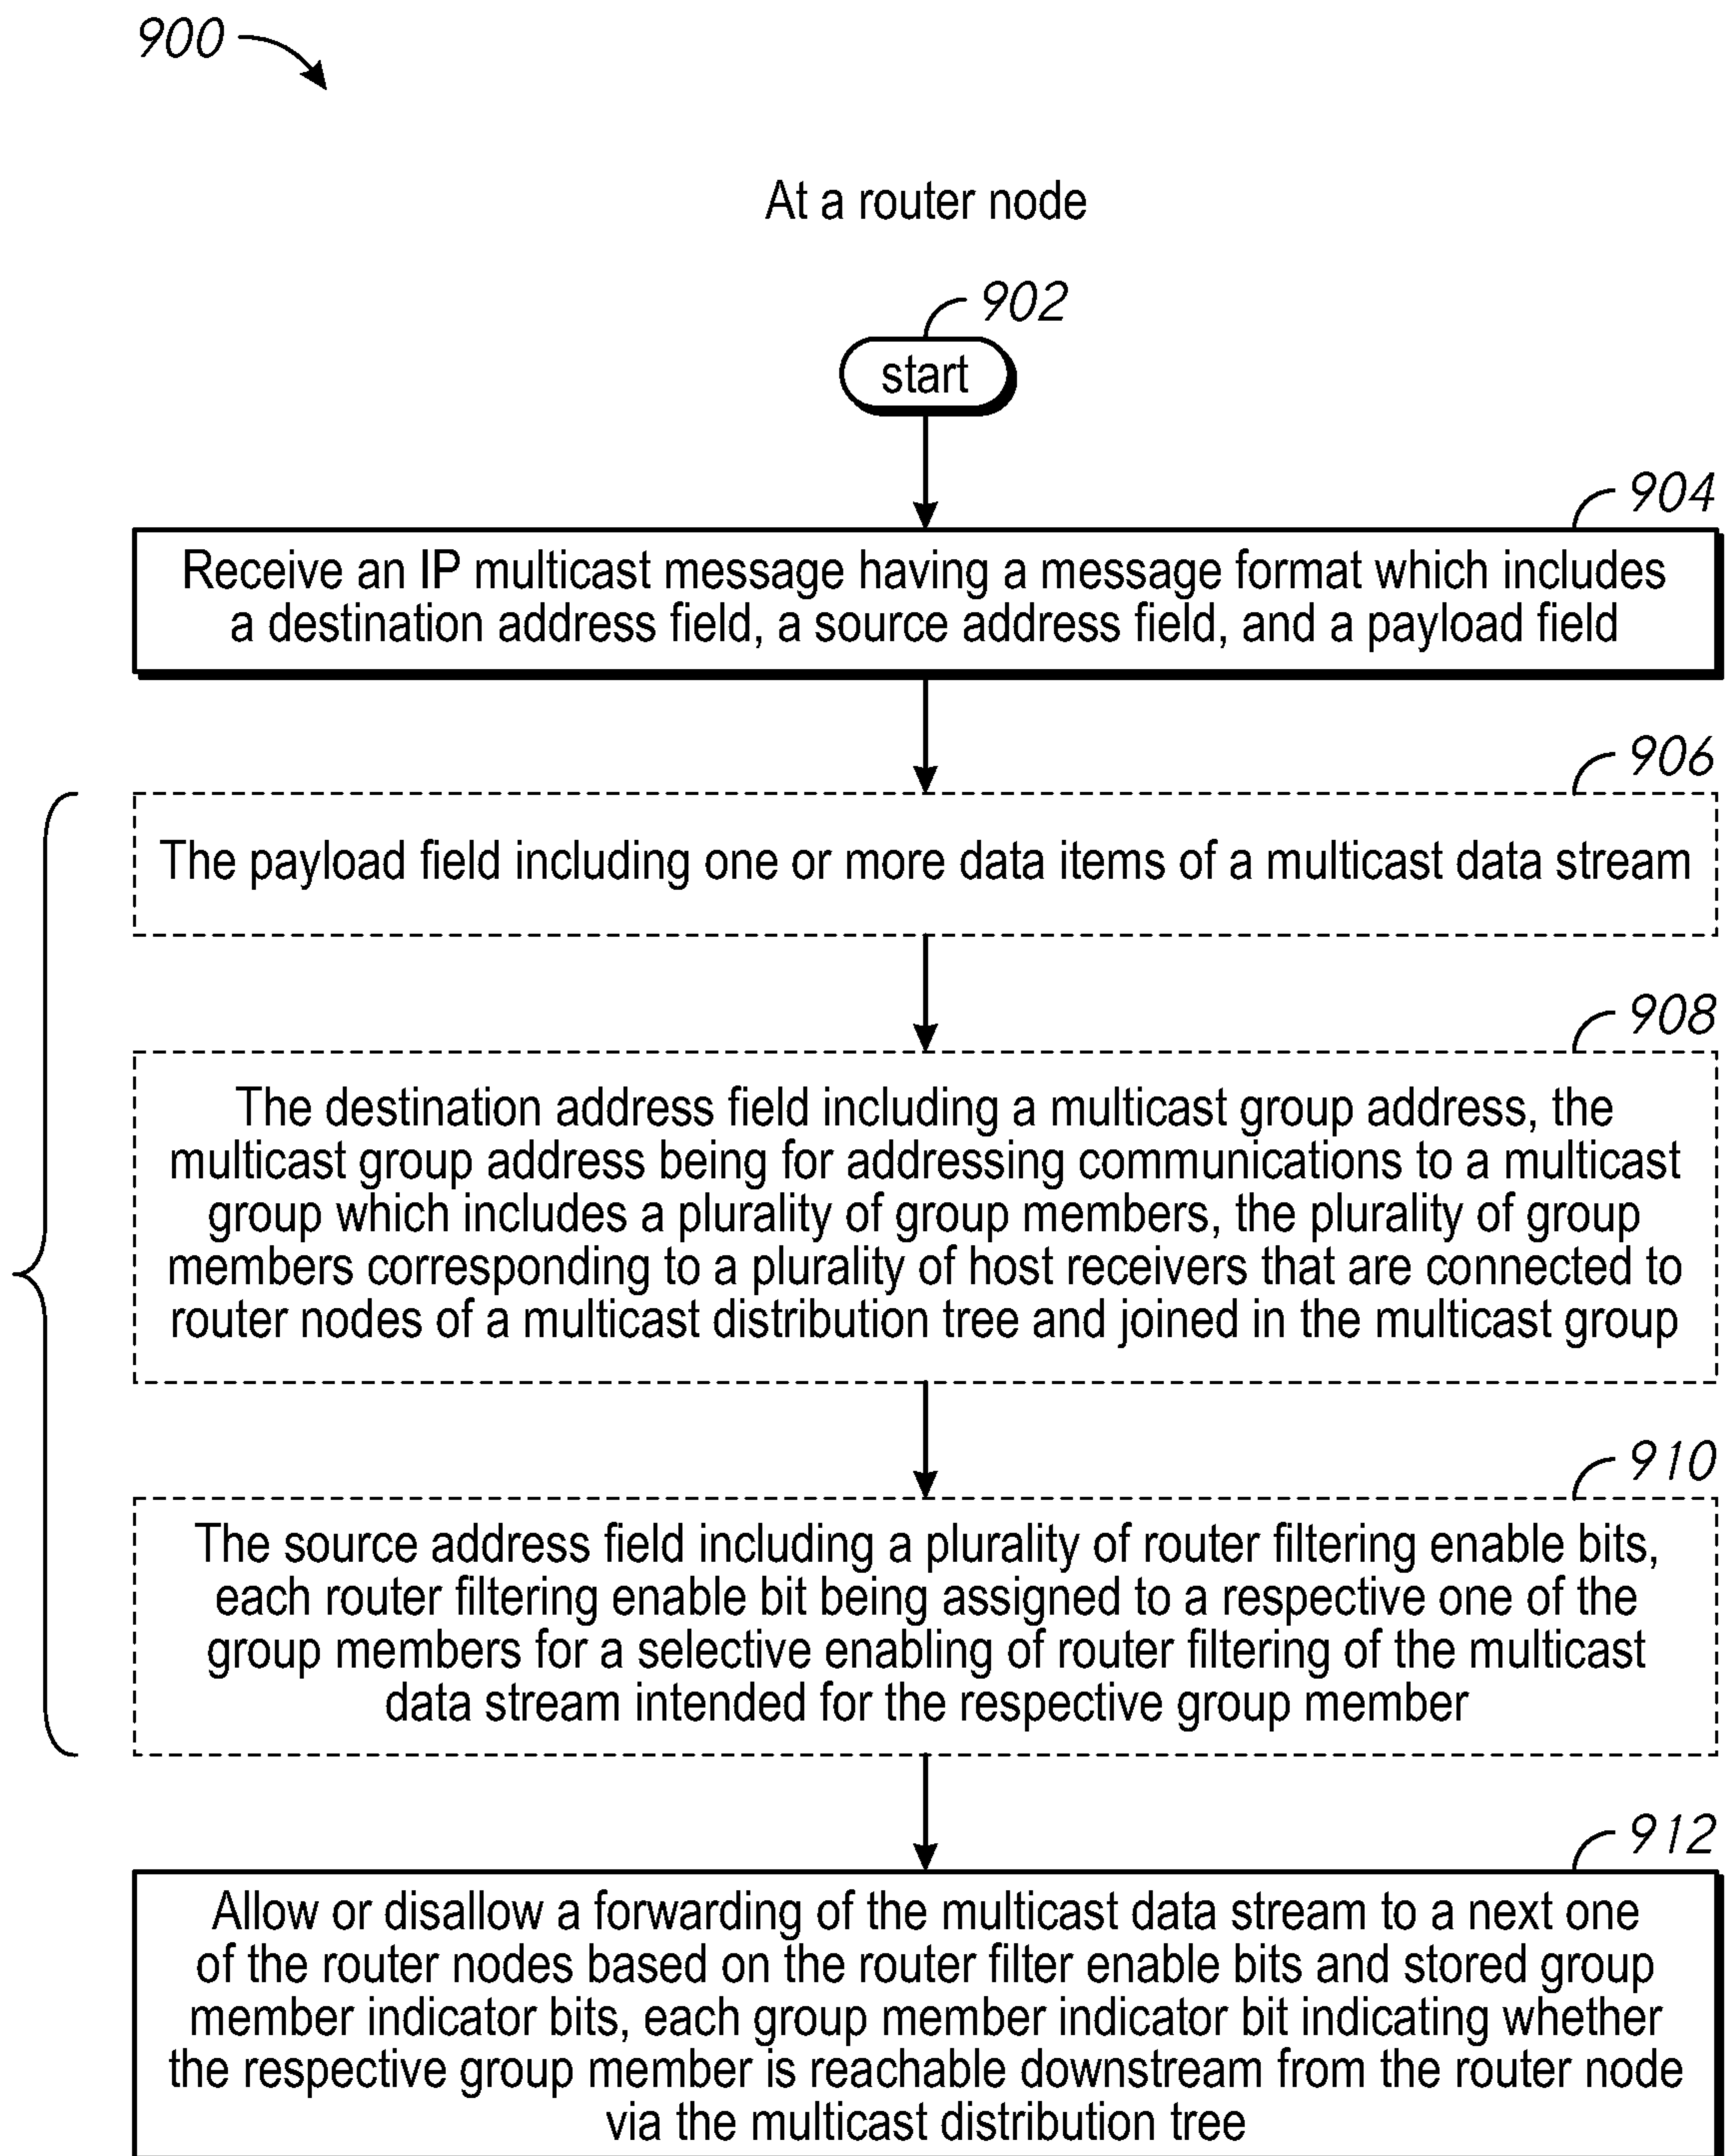 900
At a router node
902
start
904
Receive an IP multicast message having a message format which includes
a destination address field, a source address field, and a payload field
906
The payload field including one or more data items of a multicast data stream
908
The destination address field including a multicast group address, the
multicast group address being for addressing communications to a multicast
group which includes a plurality of group members, the plurality of group
members corresponding to a plurality of host receivers that are connected to
router nodes of a multicast distribution tree and joined in the multicast group
910
The source address field including a plurality of router filtering enable bits,
each router filtering enable bit being assigned to a respective one of the
group members for a selective enabling of router filtering of the multicast
data stream intended for the respective group member
912
Allow or disallow a forwarding of the multicast data stream to a next one
of the router nodes based on the router filter enable bits and stored group
member indicator bits, each group member indicator bit indicating whether
the respective group member is reachable downstream from the router node
via the multicast distribution tree